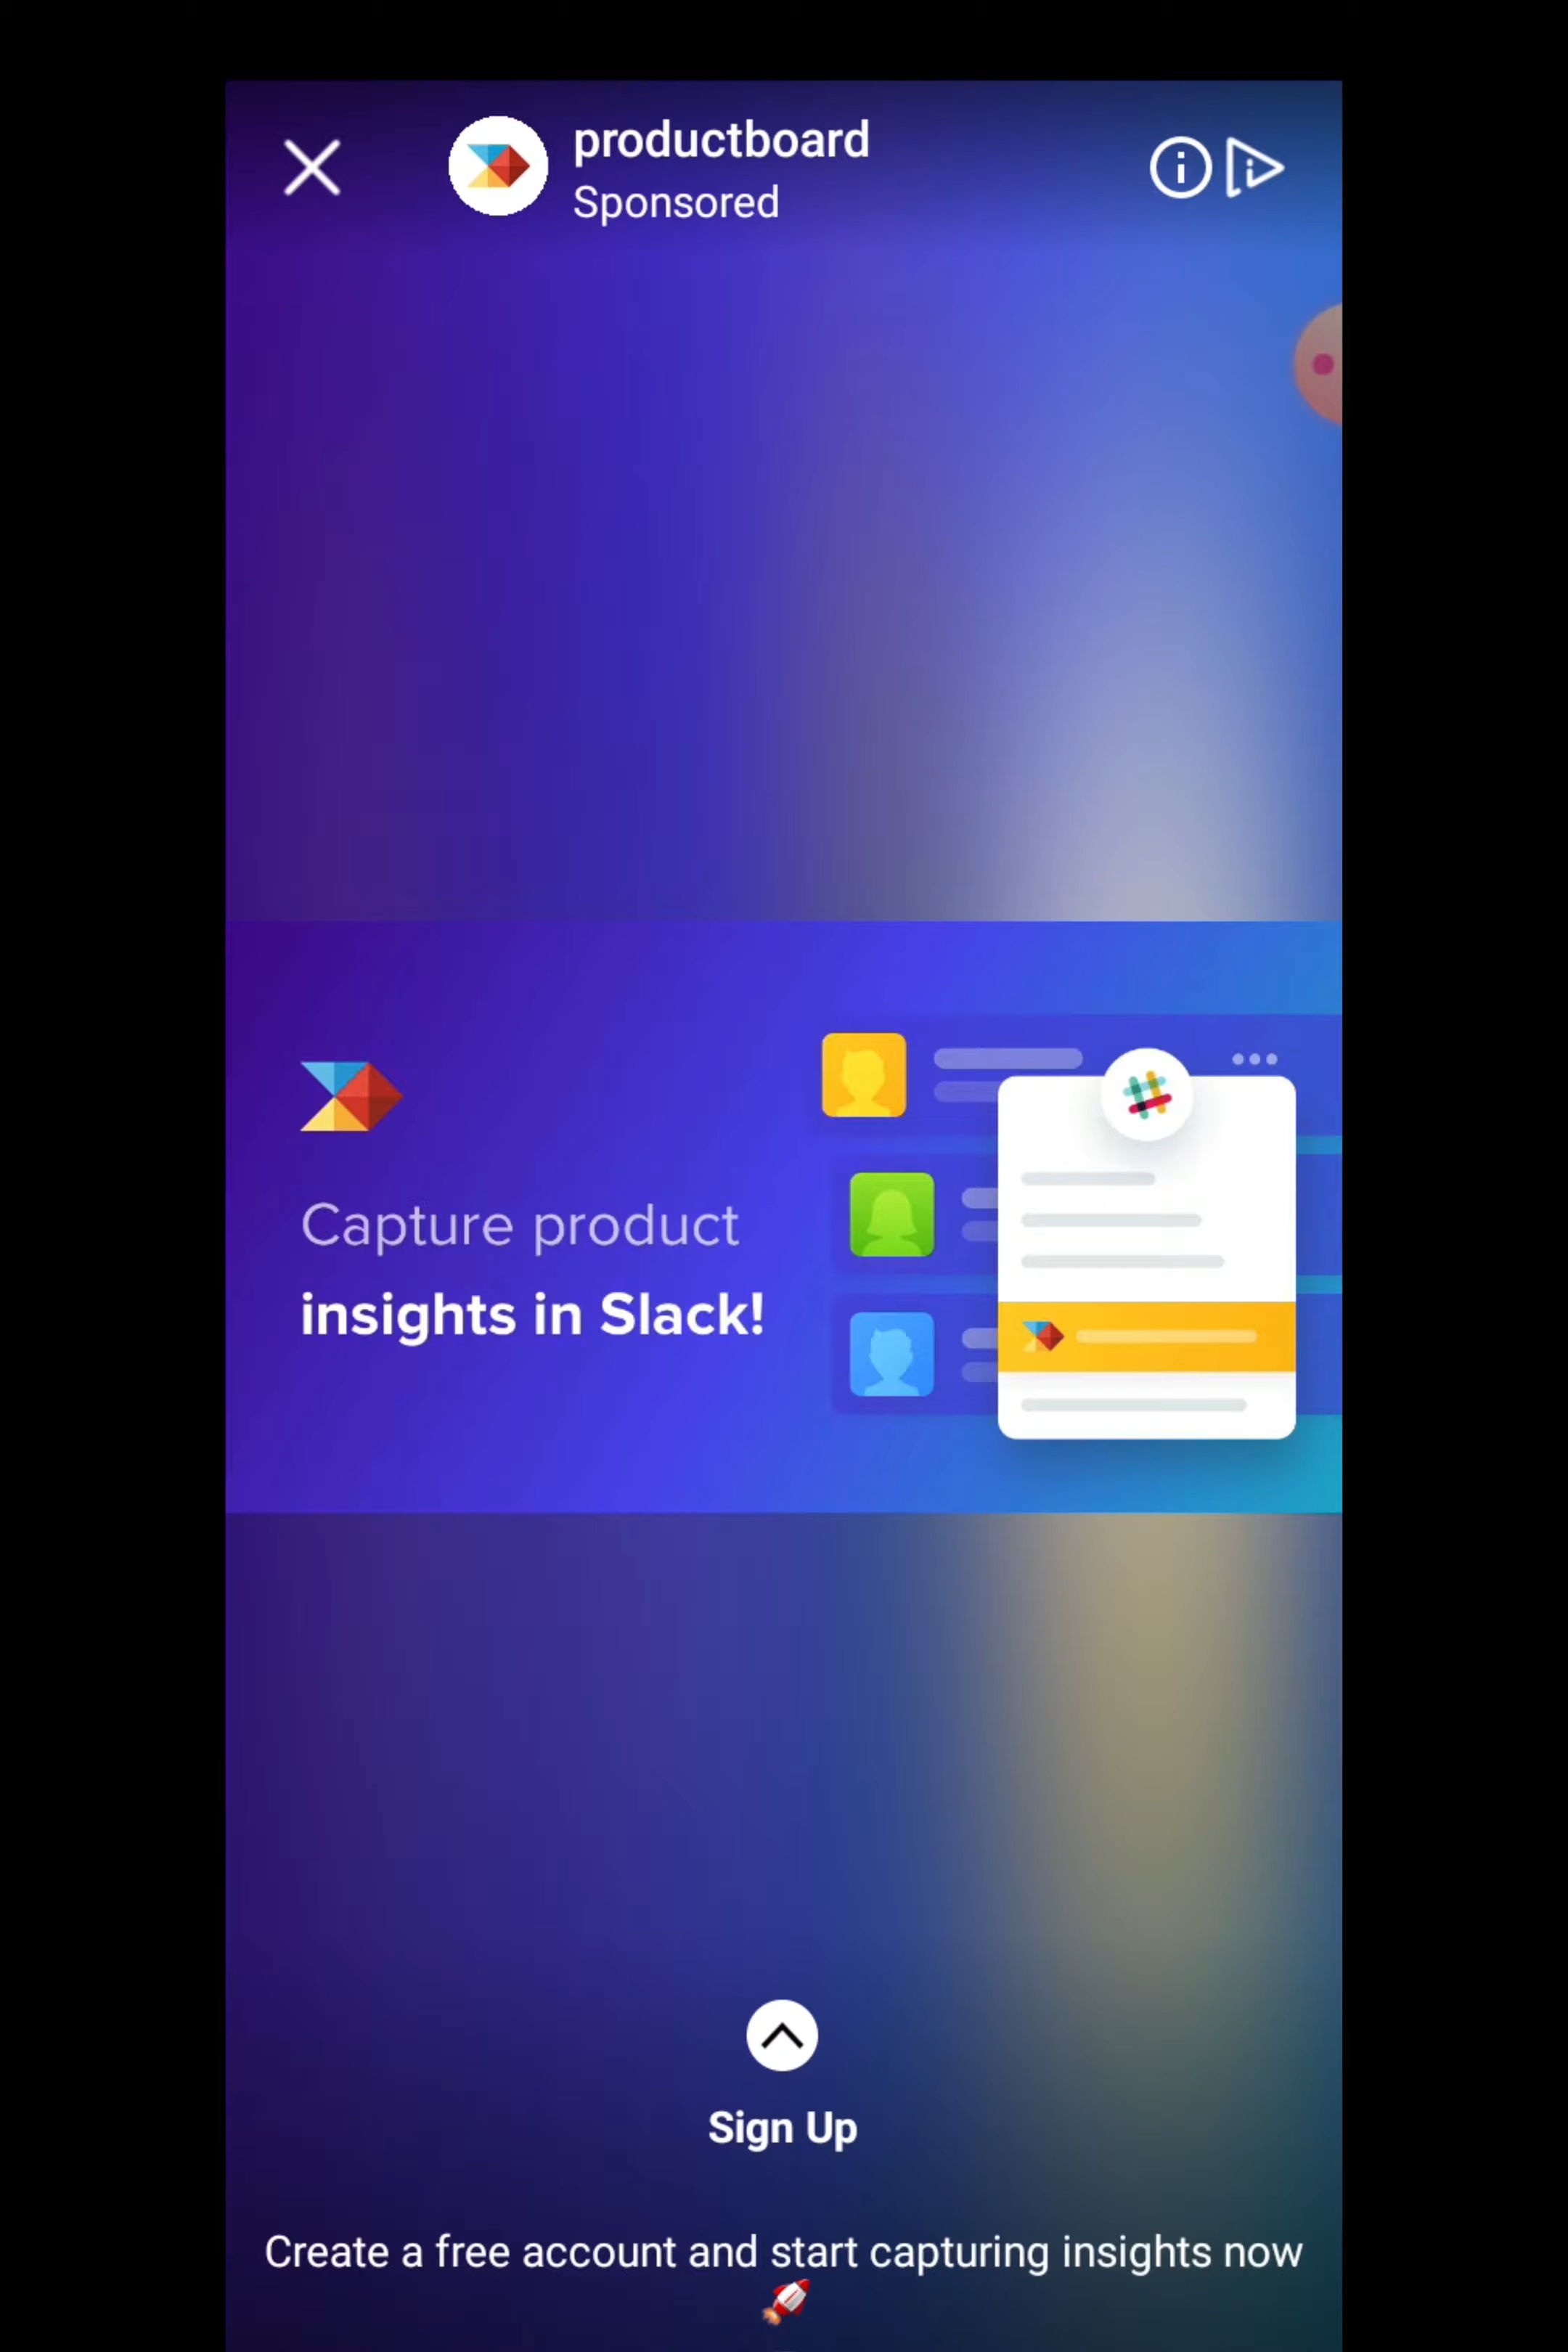 productboard
Sponsored
Capture product
insights in Slack!
Sign Up
Create a free account and start capturing insights now
🚀